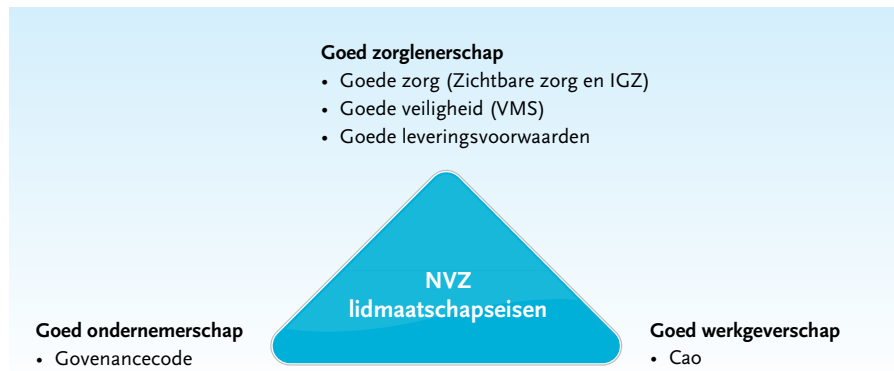 Goed zorglenerschap
• Goede zorg (Zichtbare zorg en IGZ)
• Goede veiligheid (VMS)
• Goede leveringsvoorwaarden
NVZ
lidmaatschapseisen
Goed ondernemerschap
• Govenancecode
Goed werkgeverschap
• Cao